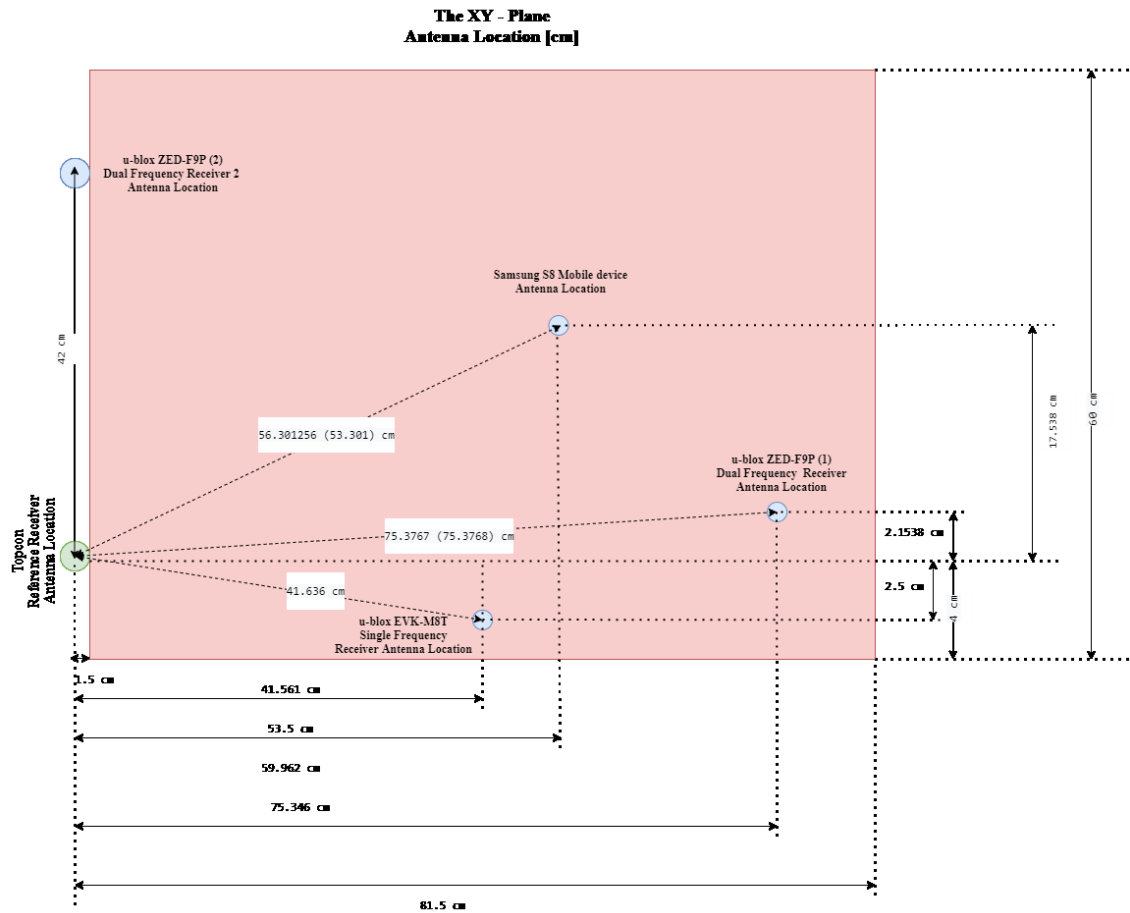 The XY - Plane
Antenna Location [cm]
u-blox ZED-F9P (2)
Dual Frequency Receiver 2
Antenna Location
Samsung S8 Mobile device
Antenna Location
42 cm
56.301256 (53.301) cm
17.538 cm
60 cm
u-blox ZED-F9P (1)
Dual Frequency Receiver
Antenna Location
75.3767 (75.3768) cm
2.1538 cm
Topcon
Reference Receiver
Antenna Location
41.636 cm
2.5 cm
4 cm
u-blox EVK-M8T
Single Frequency
Receiver Antenna Location
1.5 cm
41.561 cm
53.5 cm
59.962 cm
75.346 cm
81.5 cm